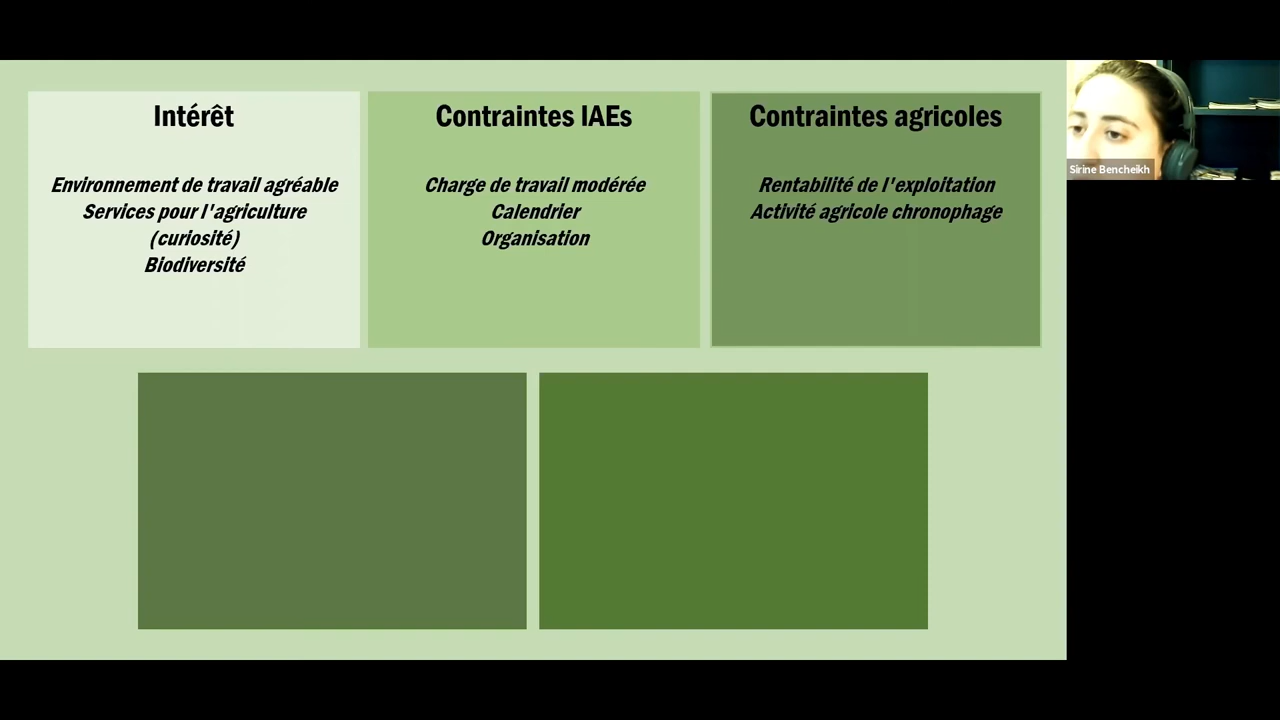 Intérêt
Environnement de travail agréable
Services pour l'agriculture
(curiosité)
Biodiversité
Contraintes IAEs
Charge de travail modérée
Calendrier
Organisation
Contraintes agricoles
Rentabilité de l'exploitation
Activité agricole chronophage
Sirine Bencheikh